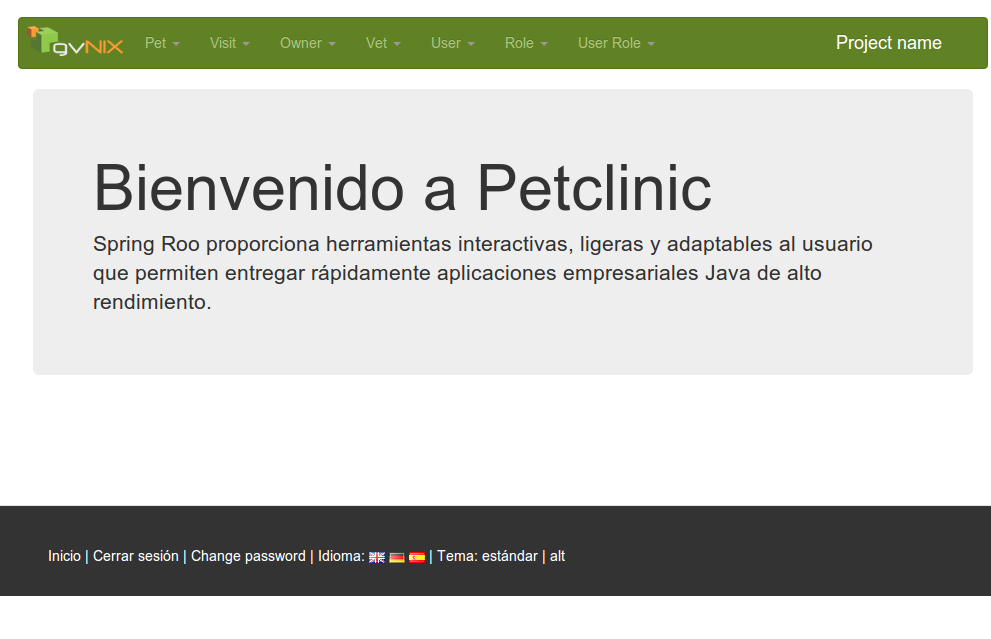 gvNIX Pet Visit Owner Vet User Role User Role Project name
Bienvenido a Petclinic
Spring Roo proporciona herramientas interactivas, ligeras y adaptables al usuario
que permiten entregar rápidamente aplicaciones empresariales Java de alto
rendimiento.
Inicio | Cerrar sesión | Change password | Idioma: | Tema: estándar | alt